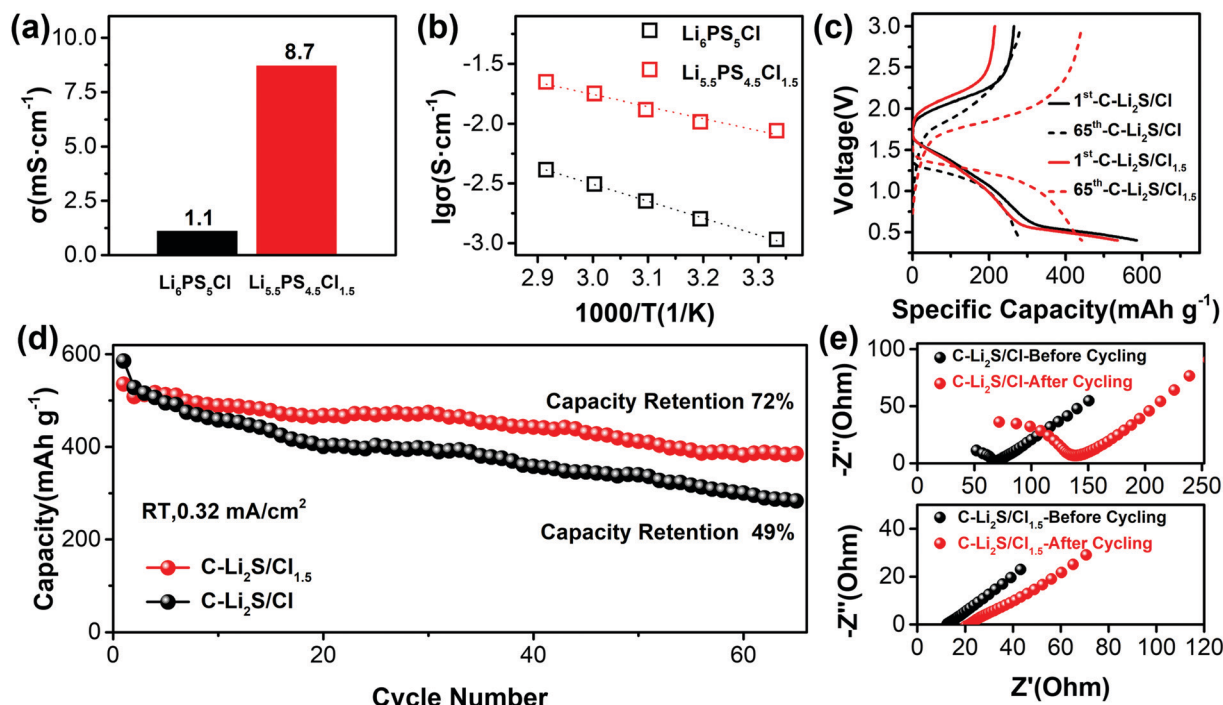 (a)
σ(mS·cm⁻¹)
10.0
7.5
5.0
2.5
0.0
1.1
8.7
Li₆PS₅Cl
Li₅.₅PS₄.₅Cl₁.₅
(b)
lgσ(S·cm⁻¹)
-1.5
-2.0
-2.5
-3.0
Li₆PS₅Cl
Li₅.₅PS₄.₅Cl₁.₅
2.9 3.0 3.1 3.2 3.3
1000/T(1/K)
(c)
Voltage(V)
3.0
2.5
2.0
1.5
1.0
0.5
1ˢᵗ-C-Li₂S/Cl
65ᵗʰ-C-Li₂S/Cl
1ˢᵗ-C-Li₂S/Cl₁.₅
65ᵗʰ-C-Li₂S/Cl₁.₅
0 200 400 600 800
Specific Capacity(mAh g⁻¹)
(d)
Capacity(mAh g⁻¹)
600
400
200
0
Capacity Retention 72%
RT,0.32 mA/cm²
Capacity Retention 49%
C-Li₂S/Cl₁.₅
C-Li₂S/Cl
0 20 40 60
Cycle Number
(e)
-Z''(Ohm)
100
50
0
C-Li₂S/Cl-Before Cycling
C-Li₂S/Cl-After Cycling
0 50 100 150 200 250
-Z''(Ohm)
40
20
0
C-Li₂S/Cl₁.₅-Before Cycling
C-Li₂S/Cl₁.₅-After Cycling
0 20 40 60 80 100 120
Z'(Ohm)